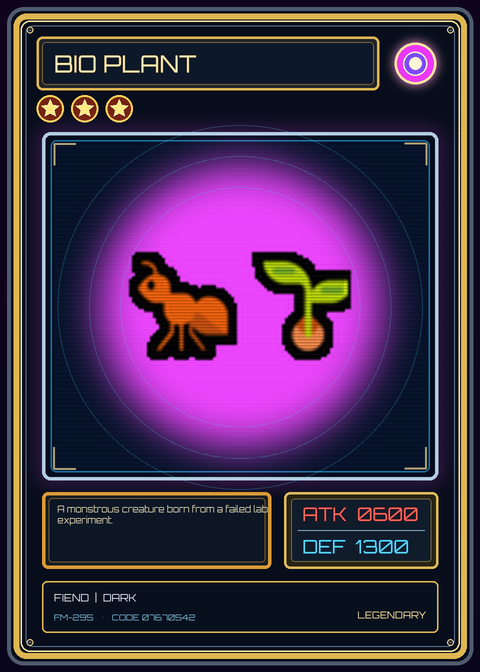 BIO PLANT
A monstrous creature born from a failed lab
experiment.
ATK 0600
DEF 1300
FIEND | DARK
FM-295 · CODE 07670542
LEGENDARY